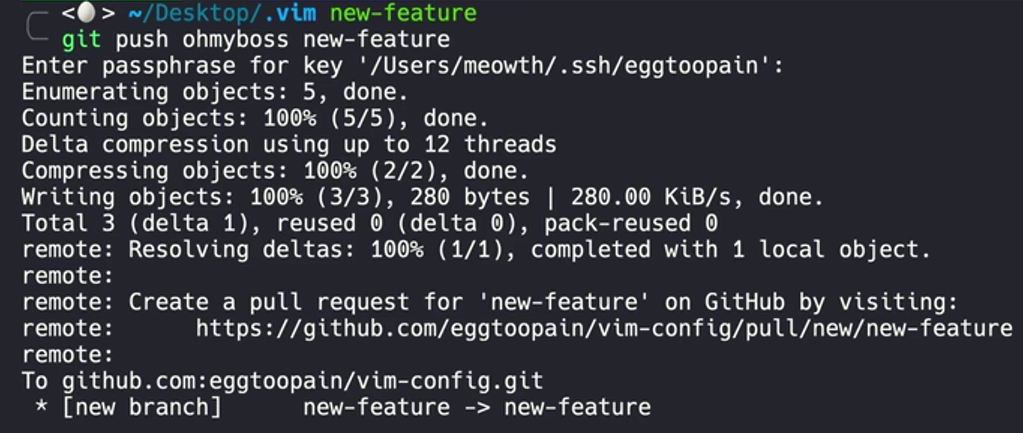 <🥚> ~/Desktop/.vim new-feature
git push ohmyboss new-feature
Enter passphrase for key '/Users/meowth/.ssh/eggtoopain':
Enumerating objects: 5, done.
Counting objects: 100% (5/5), done.
Delta compression using up to 12 threads
Compressing objects: 100% (2/2), done.
Writing objects: 100% (3/3), 280 bytes | 280.00 KiB/s, done.
Total 3 (delta 1), reused 0 (delta 0), pack-reused 0
remote: Resolving deltas: 100% (1/1), completed with 1 local object.
remote:
remote: Create a pull request for 'new-feature' on GitHub by visiting:
remote:      https://github.com/eggtoopain/vim-config/pull/new/new-feature
remote:
To github.com:eggtoopain/vim-config.git
 * [new branch]      new-feature -> new-feature